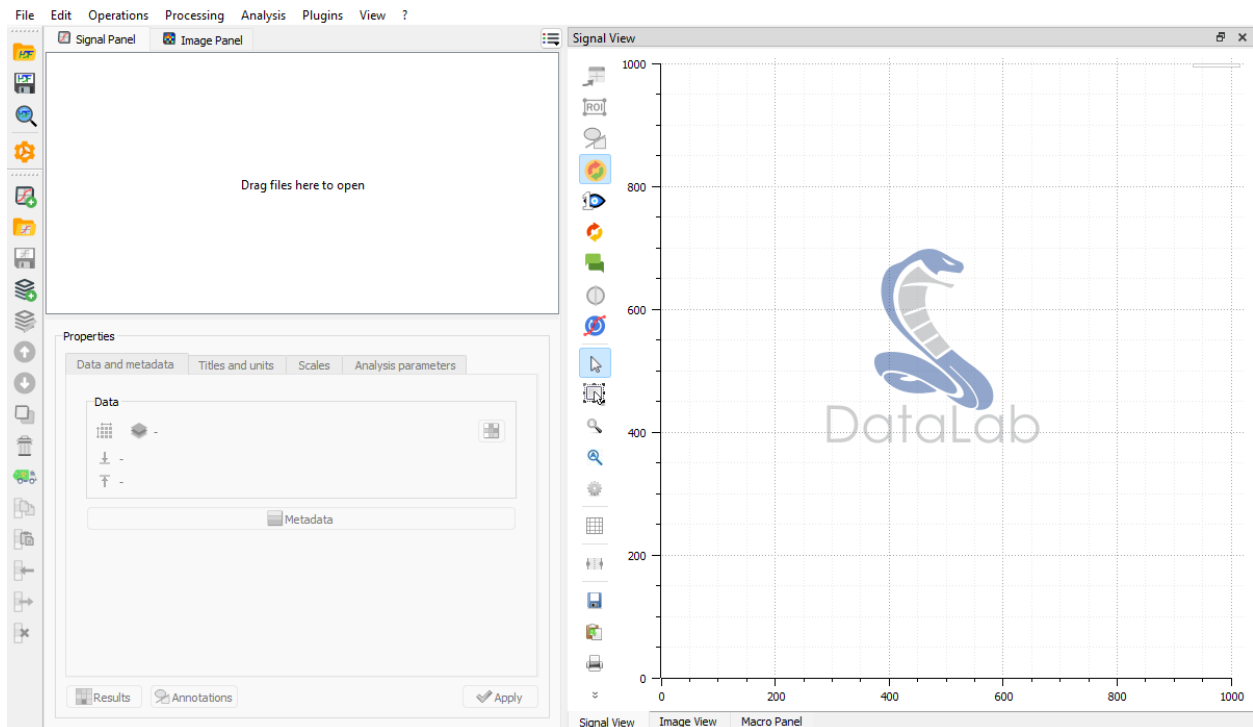 File Edit Operations Processing Analysis Plugins View ?
Signal Panel Image Panel
Drag files here to open
Properties
Data and metadata Titles and units Scales Analysis parameters
Data
-
-
-
Metadata
Results Annotations Apply
Signal View
ROI
1000
800
600
400
200
0
0 200 400 600 800 1000
DataLab
Signal View Image View Macro Panel